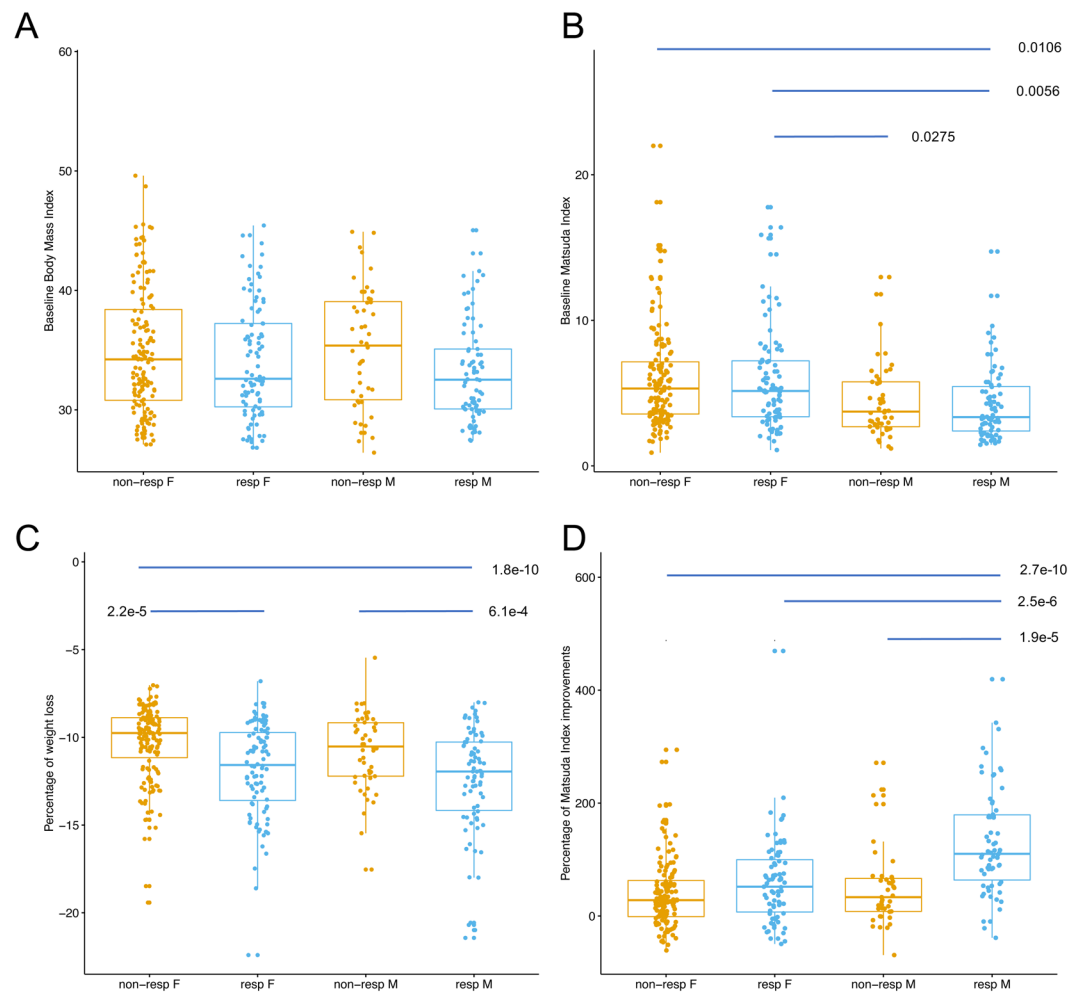 A
Baseline Body Mass Index
60
50
40
30
non−resp F
resp F
non−resp M
resp M
B
Baseline Matsuda Index
20
10
0
0.0106
0.0056
0.0275
non−resp F
resp F
non−resp M
resp M
C
Percentage of weight loss
0
−5
−10
−15
−20
1.8e-10
2.2e-5
6.1e-4
non−resp F
resp F
non−resp M
resp M
D
Percentage of Matsuda Index improvements
600
400
200
0
2.7e-10
2.5e-6
1.9e-5
non−resp F
resp F
non−resp M
resp M